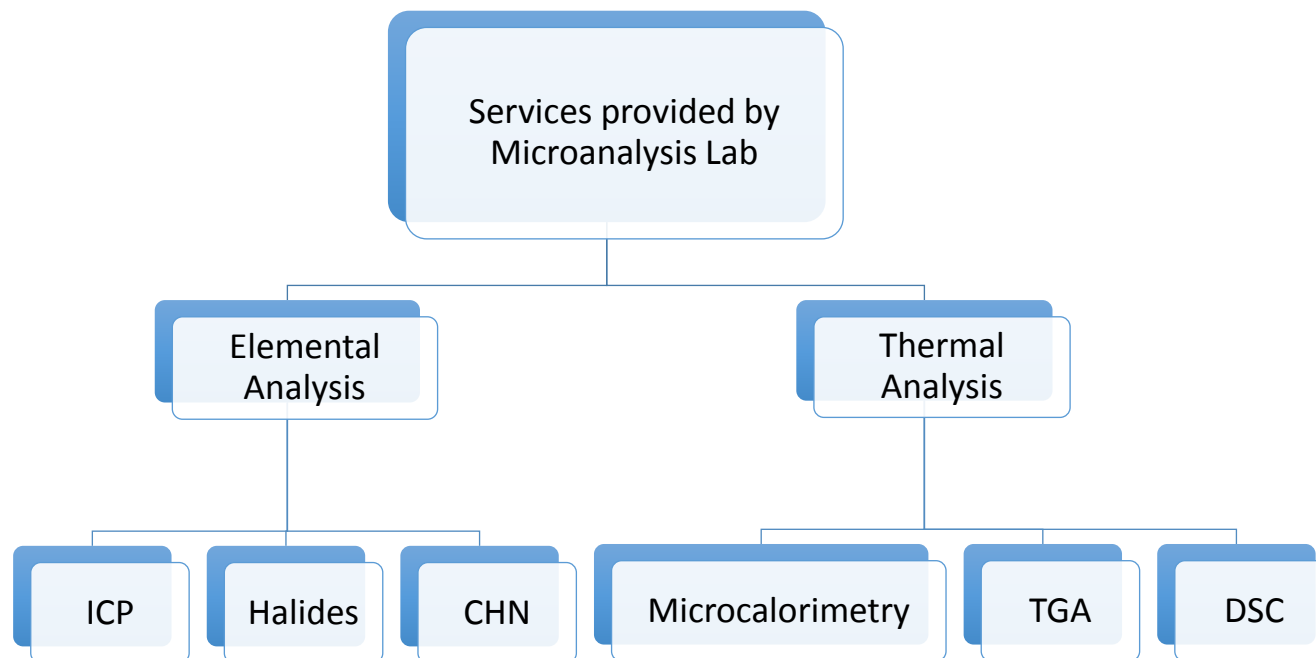 Services provided by
Microanalysis Lab
Elemental
Analysis
Thermal
Analysis
ICP
Halides
CHN
Microcalorimetry
TGA
DSC